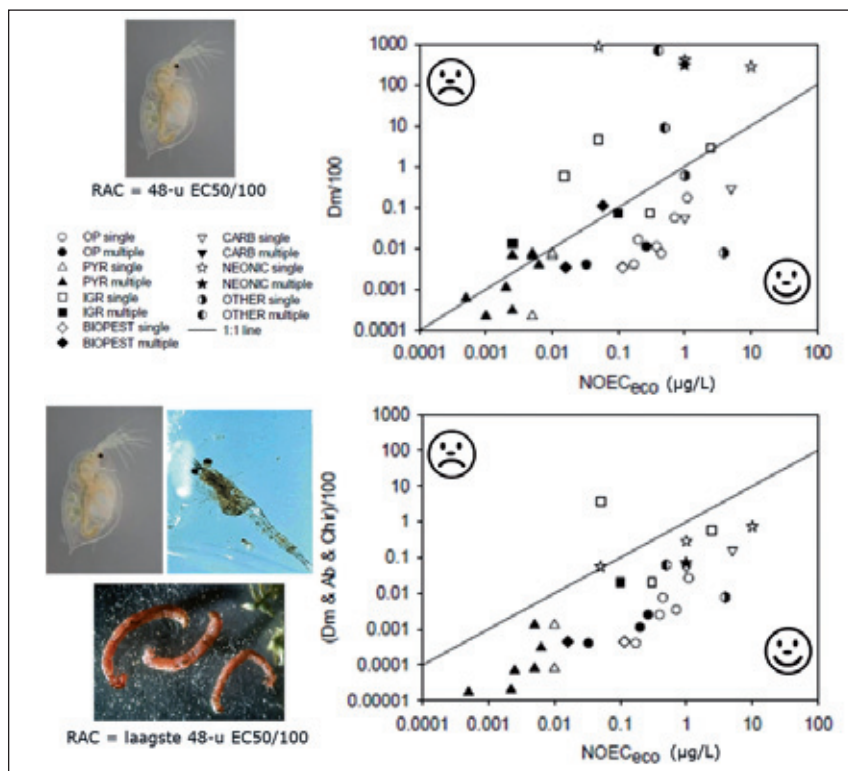 RAC = 48-u EC50/100
OP single
OP multiple
PYR single
PYR multiple
IGR single
IGR multiple
BIOPEST single
BIOPEST multiple
CARB single
CARB multiple
NEONIC single
NEONIC multiple
OTHER single
OTHER multiple
1:1 line
Dm/100
1000
100
10
1
0.1
0.01
0.001
0.0001
0.0001 0.001 0.01 0.1 1 10 100
NOECeco (µg/L)
RAC = laagste 48-u EC50/100
(Dm & Ab & Chir)/100
1000
100
10
1
0.1
0.01
0.001
0.0001
0.00001
0.0001 0.001 0.01 0.1 1 10 100
NOECeco (µg/L)